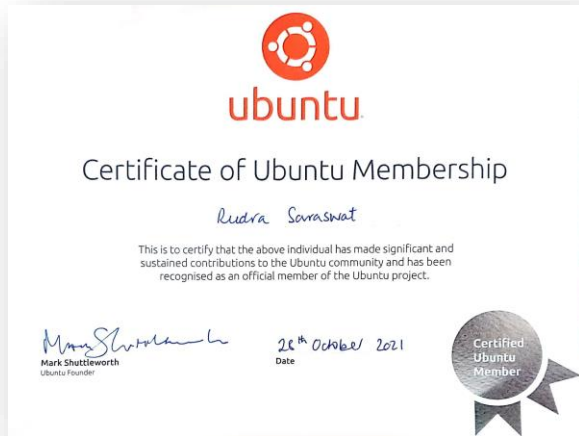 ubuntu
Certificate of Ubuntu Membership
Rudra Saraswat
This is to certify that the above individual has made significant and
sustained contributions to the Ubuntu community and has been
recognised as an official member of the Ubuntu project.
Mark Shuttleworth
Ubuntu Founder
28th October 2021
Date
Certified
Ubuntu
Member